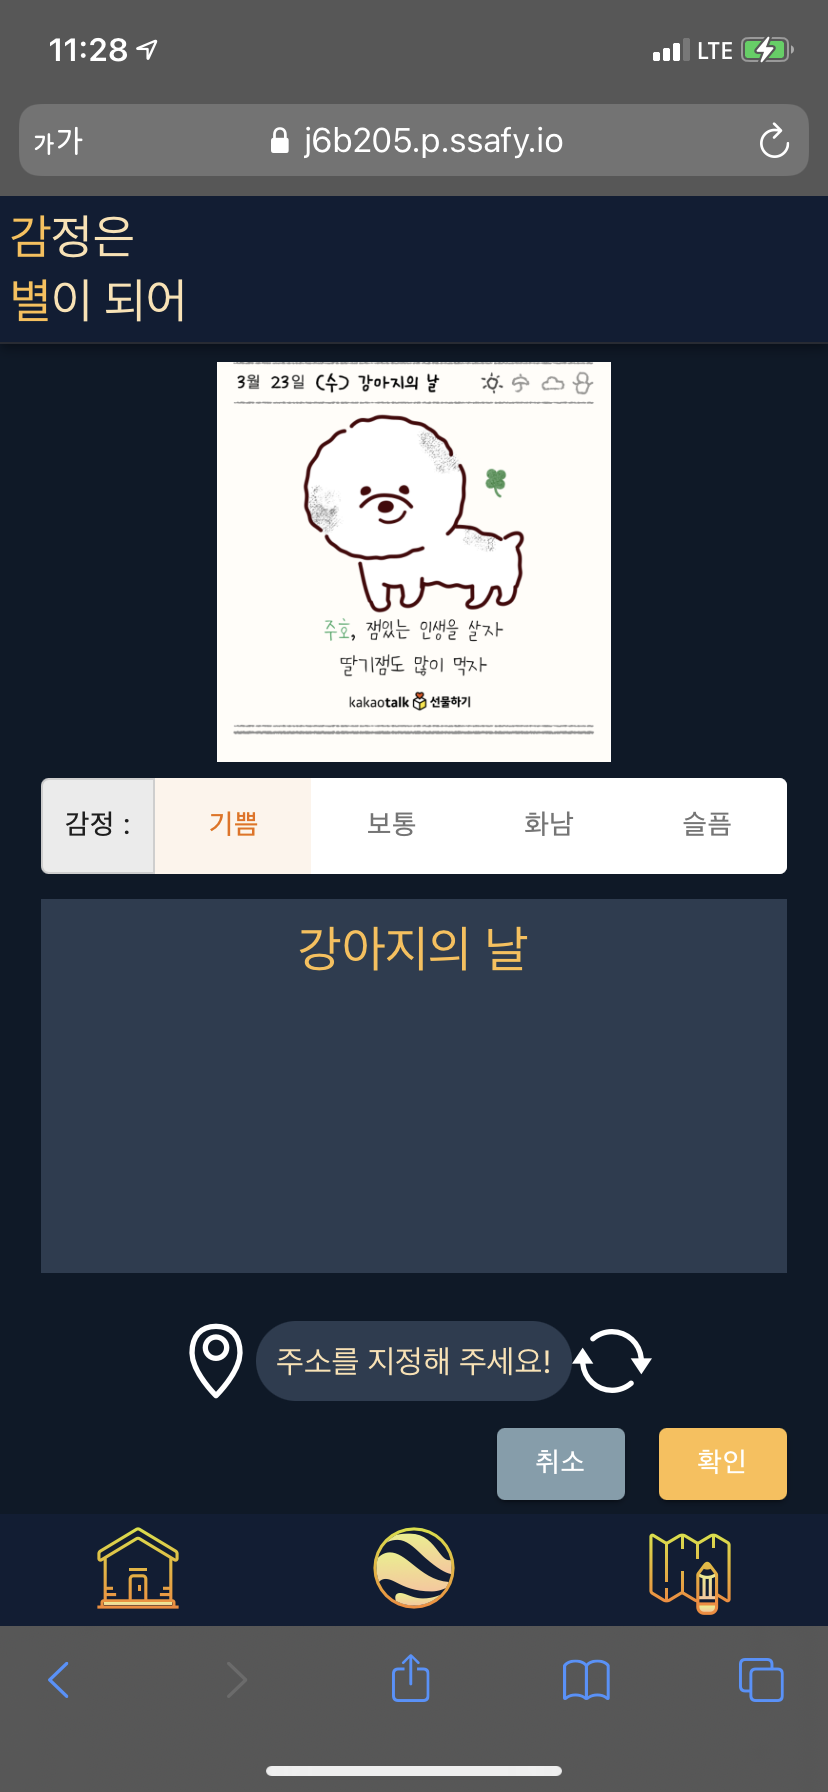 11:28
LTE
가가
j6b205.p.ssafy.io
감정은
별이 되어
3월 23일 (수) 강아지의 날
주호, 잼있는 인생을 살자
딸기잼도 많이 먹자
kakaotalk 선물하기
감정 :
기쁨
보통
화남
슬픔
강아지의 날
주소를 지정해 주세요!
취소
확인